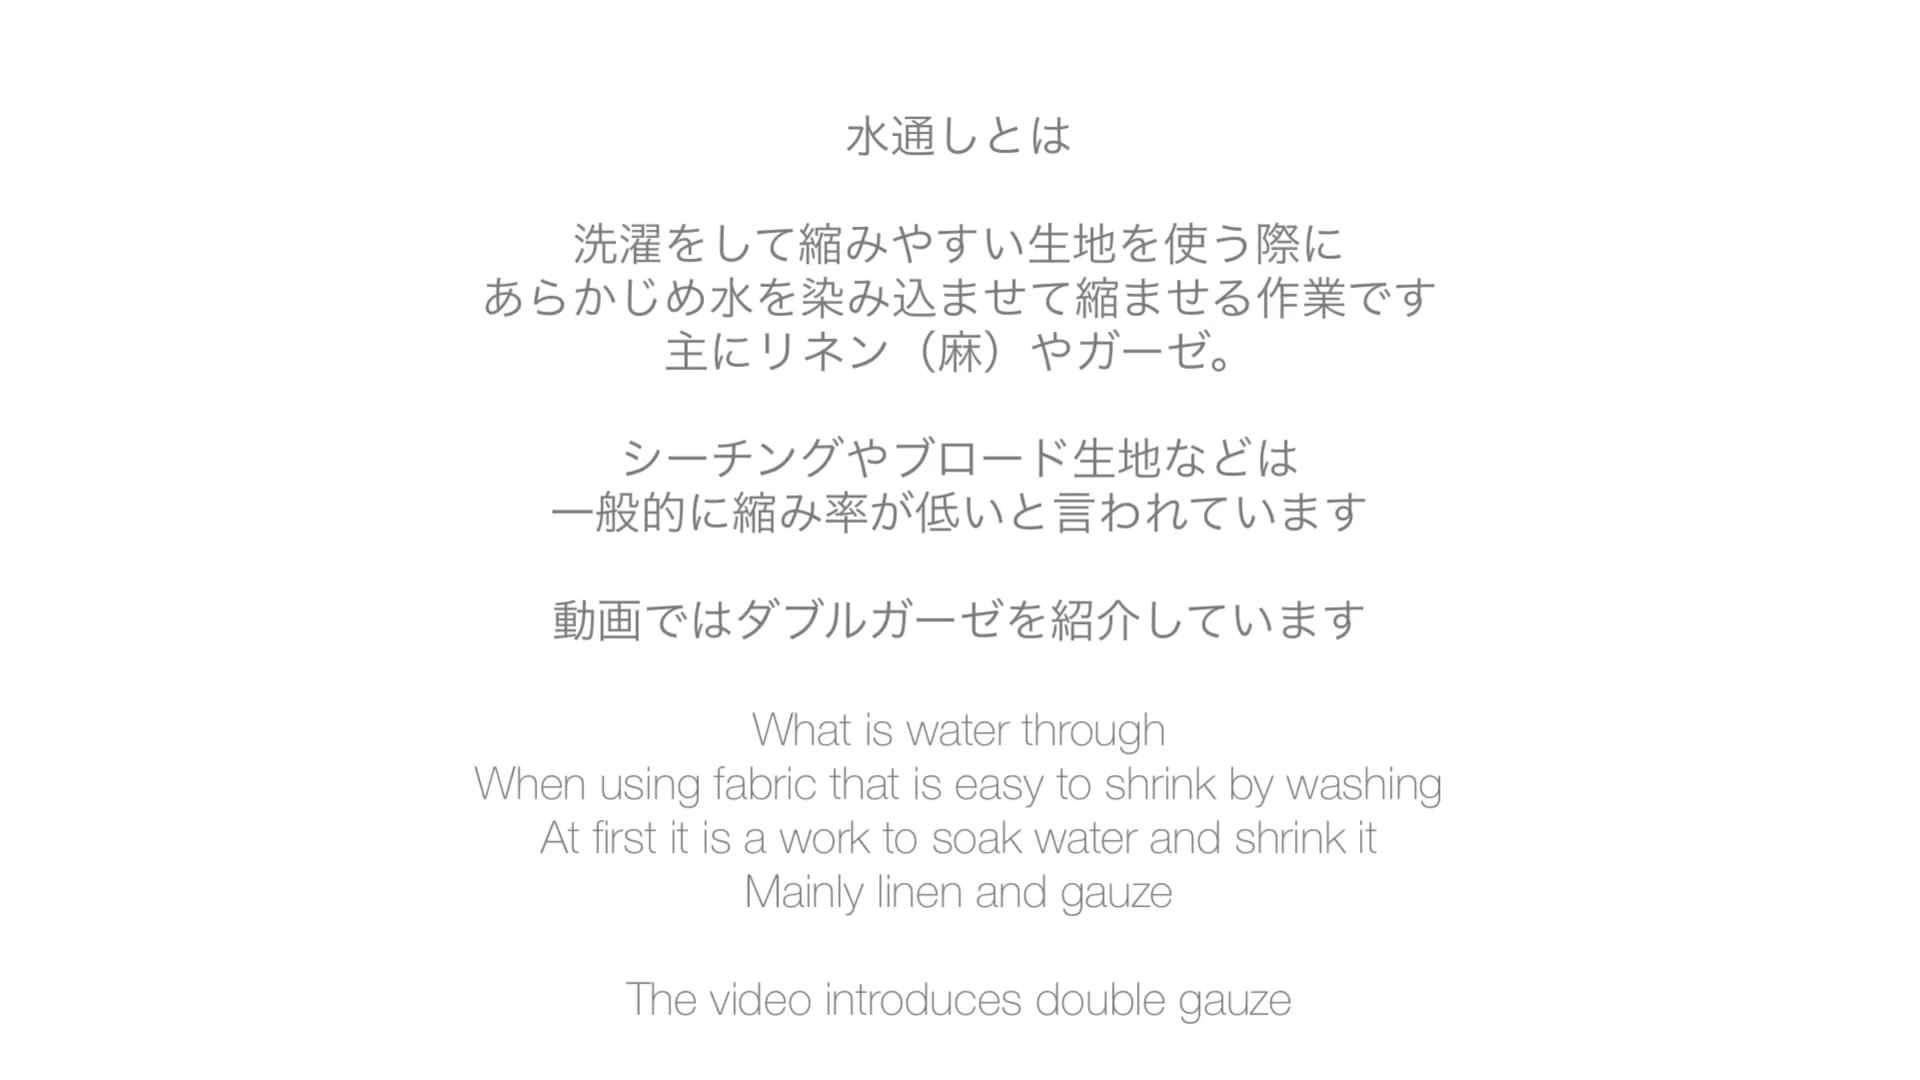 水通しとは
洗濯をして縮みやすい生地を使う際に
あらかじめ水を染み込ませて縮ませる作業です
主にリネン（麻）やガーゼ。
シーチングやブロード生地などは
一般的に縮み率が低いと言われています
動画ではダブルガーゼを紹介しています
What is water through
When using fabric that is easy to shrink by washing
At first it is a work to soak water and shrink it
Mainly linen and gauze
The video introduces double gauze